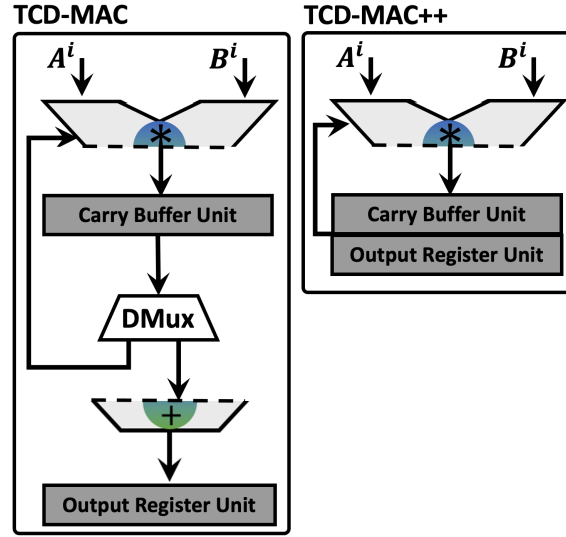 TCD-MAC
A^i B^i
*
Carry Buffer Unit
DMux
+
Output Register Unit
TCD-MAC++
A^i B^i
*
Carry Buffer Unit
Output Register Unit